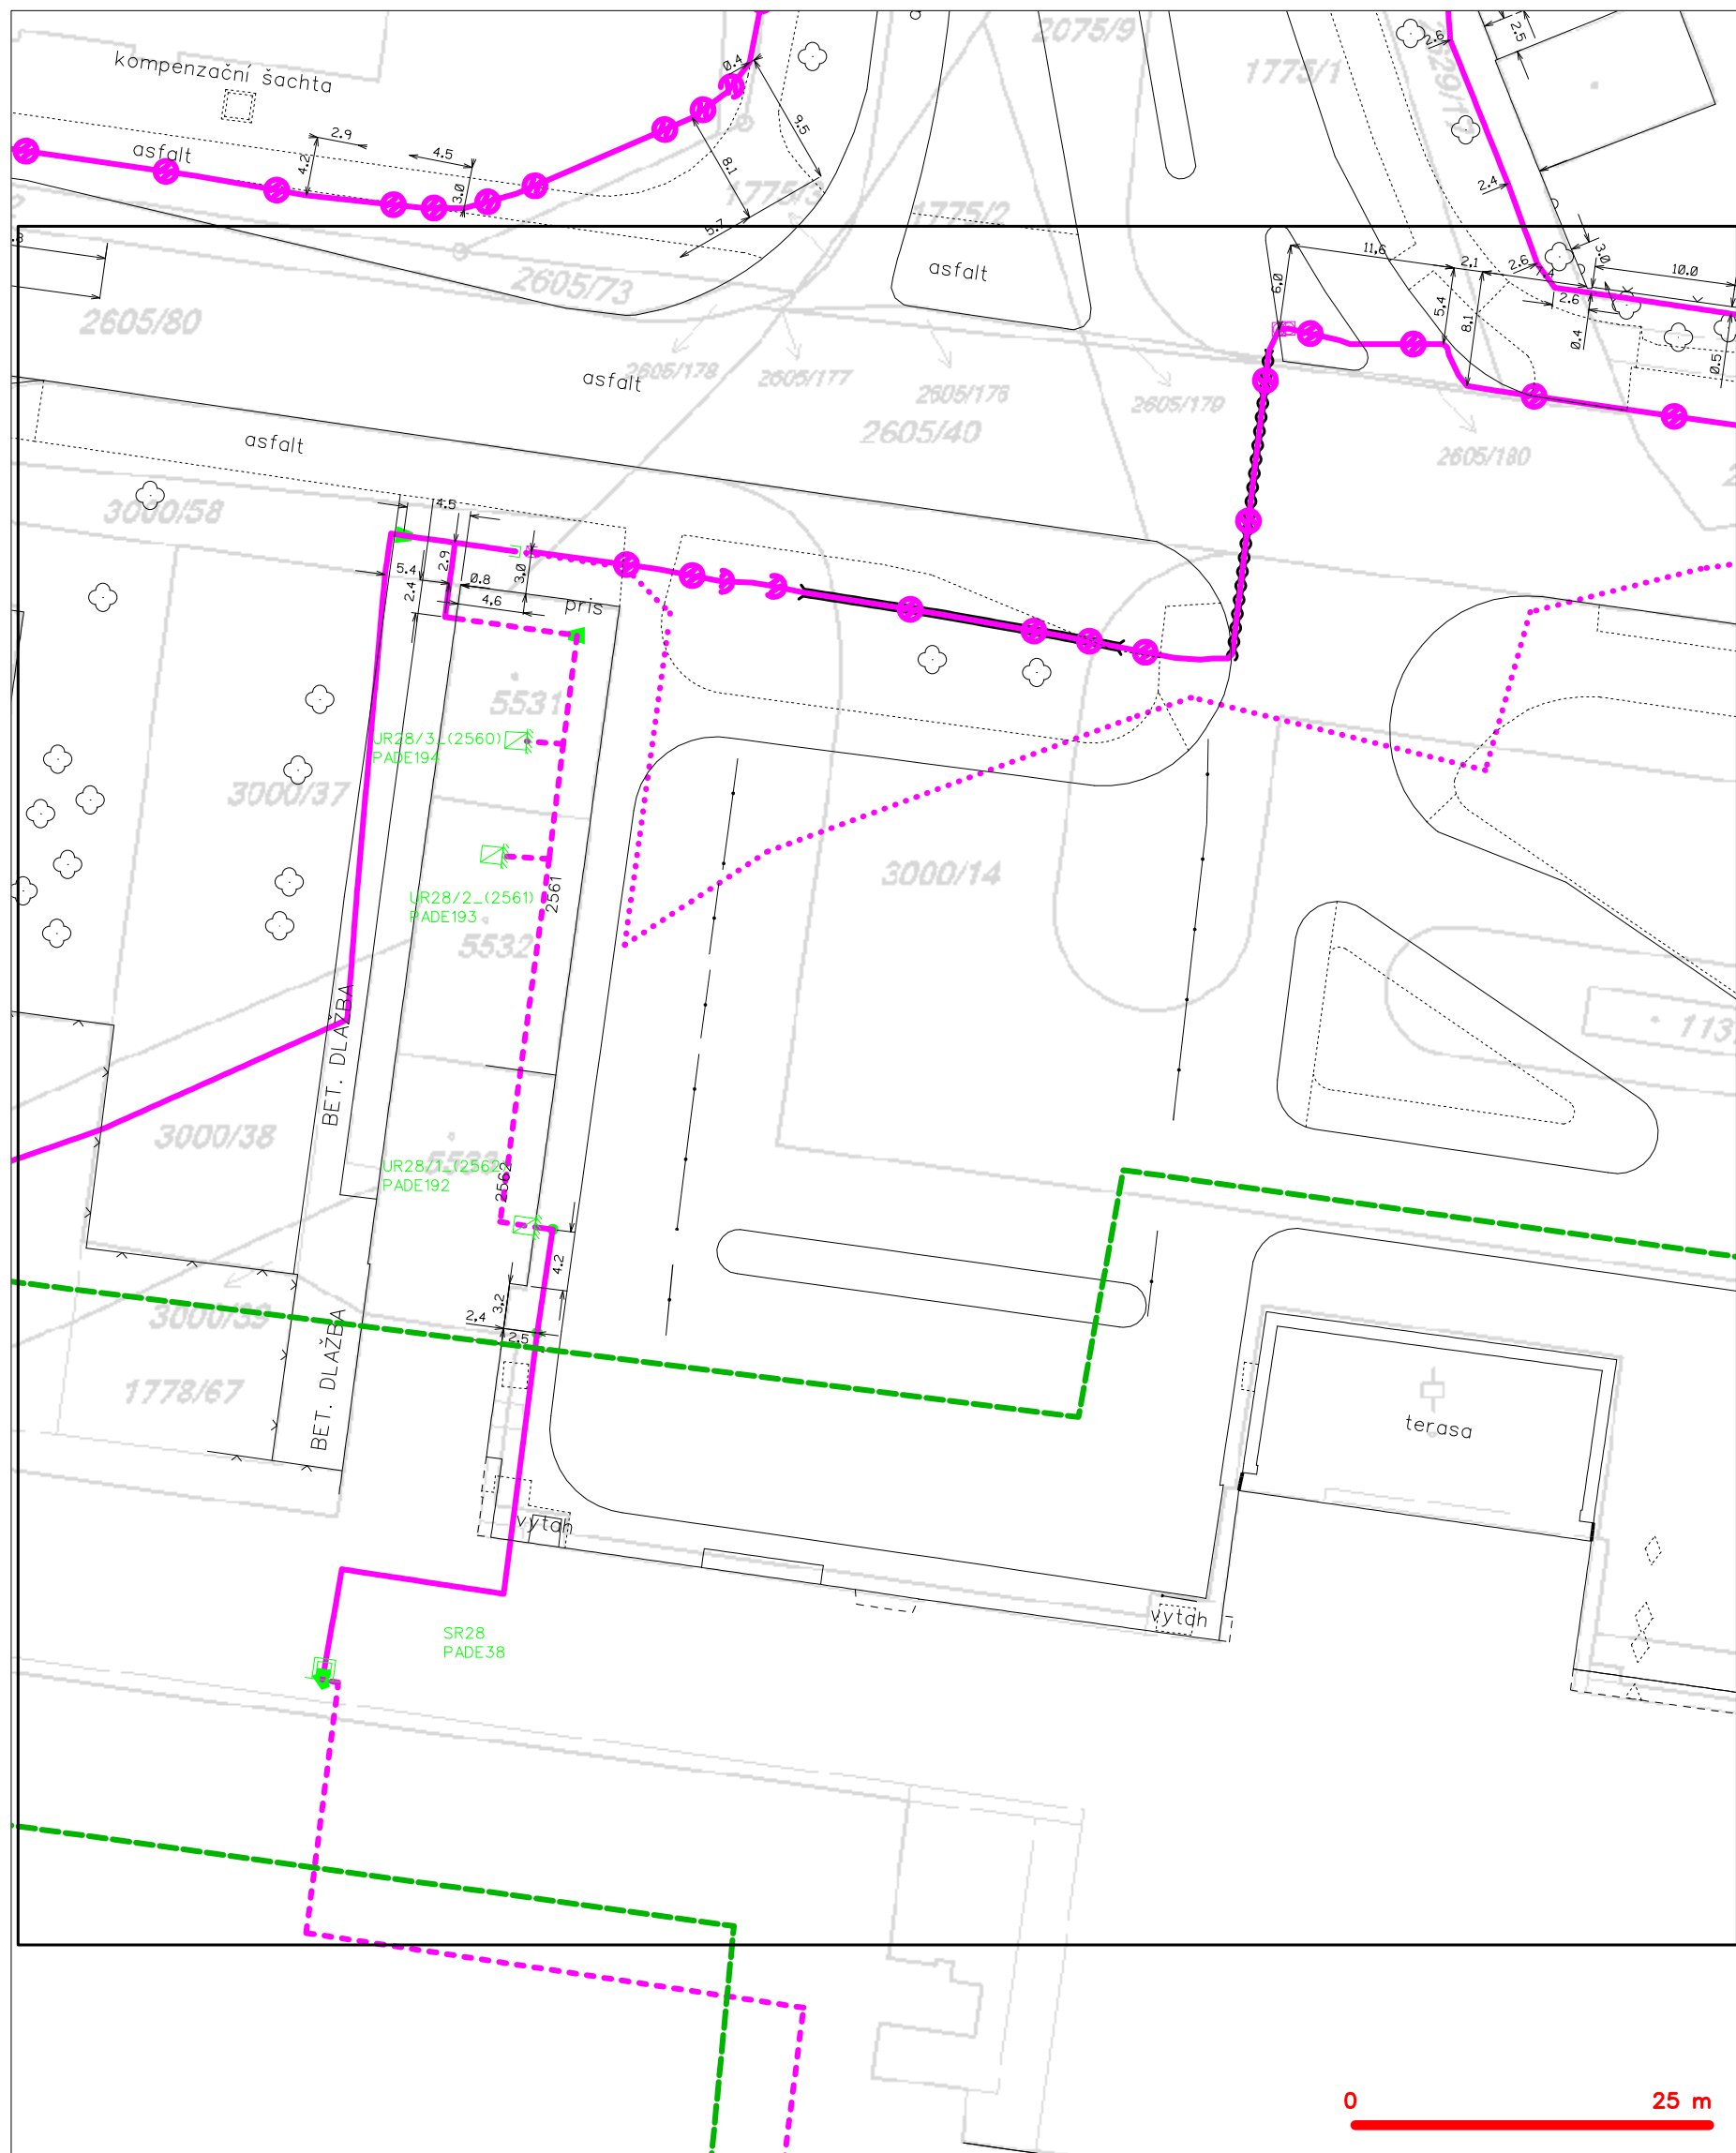 2075/9
kompenzační šachta
1775/1
0.4
2.6
2.5
2.9
asfalt
4.2
4.5
3.0
9.5
8.1
5.7
1775/2
2.4
asfalt
2605/73
2605/80
11.6
2.1
2.6
7.4
3.0
10.0
6.0
5.4
8.1
2.6
0.4
0.5
asfalt
2605/178
2605/177
2605/176
2605/179
2605/40
2605/180
asfalt
3000/58
4.5
2.9
5.4
2.4
0.8
3.0
4.6
pris
5531
UR28/3_(2560)
PADE194
3000/37
3000/14
2561
UR28/2_(2561)
PADE193
5532
BET. DLAŽBA
3000/38
UR28/1_(2562)
PADE192
2562
4.2
3.2
2.4
2.5
3000/39
1778/67
BET. DLAŽBA
terasa
výtah
výtah
SR28
PADE38
0 25 m